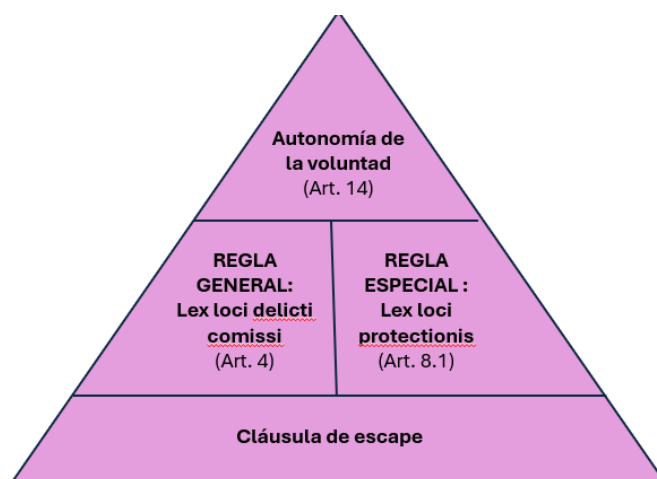 Autonomía de
la voluntad
(Art. 14)
REGLA
GENERAL:
Lex loci delicti
comissi
(Art. 4)
REGLA
ESPECIAL :
Lex loci
protectionis
(Art. 8.1)
Cláusula de escape